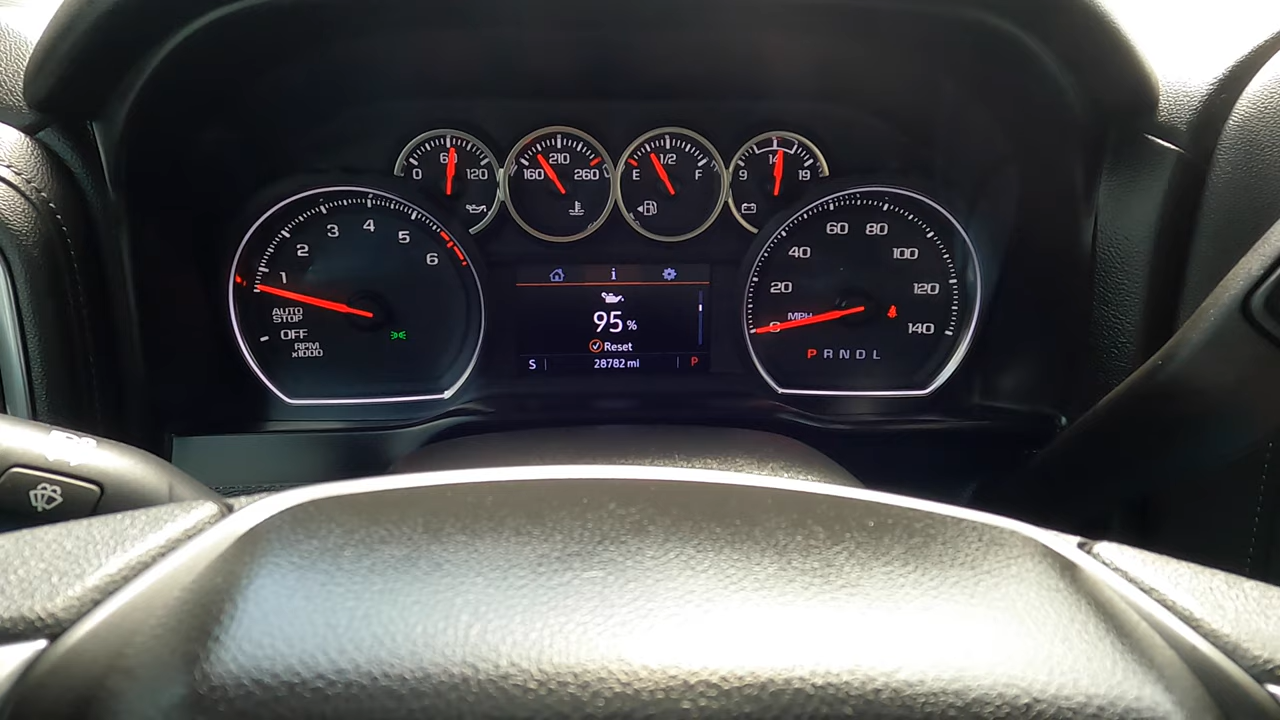 0 60 120
160 210 260
E 1/2 F
9 14 19
1 2 3 4 5 6
AUTO
STOP
OFF
RPM
x1000
i
95 %
Reset
S 28782 mi P
0 20 40 60 80 100 120 140
MPH
P R N D L